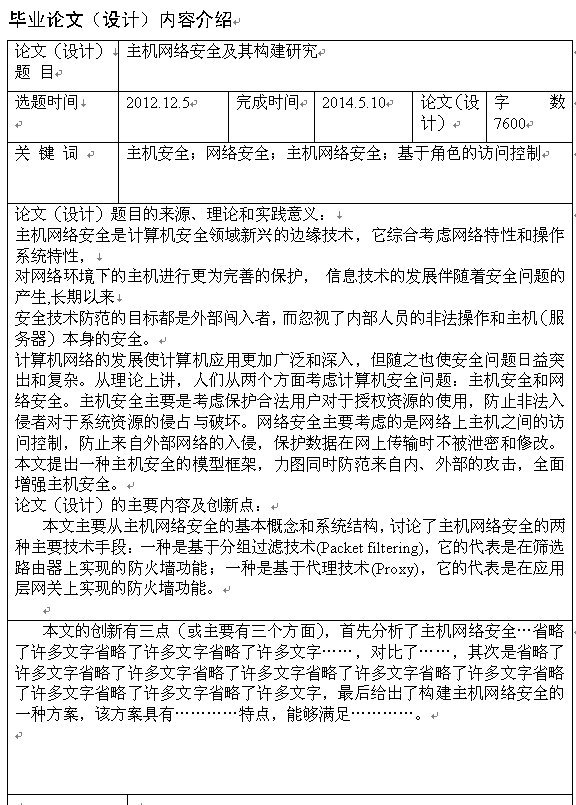 毕业论文（设计）内容介绍
论文（设计）
题 目
主机网络安全及其构建研究
选题时间
2012.12.5
完成时间
2014.5.10
论文（设
计）
字 数
7600
关 键 词
主机安全；网络安全；主机网络安全；基于角色的访问控制
论文（设计）题目的来源、理论和实践意义：
主机网络安全是计算机安全领域新兴的边缘技术，它综合考虑网络特性和操作
系统特性，
对网络环境下的主机进行更为完善的保护， 信息技术的发展伴随着安全问题的
产生,长期以来
安全技术防范的目标都是外部闯入者，而忽视了内部人员的非法操作和主机（服
务器）本身的安全。
计算机网络的发展使计算机应用更加广泛和深入，但随之也使安全问题日益突
出和复杂。从理论上讲，人们从两个方面考虑计算机安全问题：主机安全和网
络安全。主机安全主要是考虑保护合法用户对于授权资源的使用，防止非法入
侵者对于系统资源的侵占与破坏。网络安全主要考虑的是网络上主机之间的访
问控制，防止来自外部网络的入侵，保护数据在网上传输时不被泄密和修改。
本文提出一种主机安全的模型框架，力图同时防范来自内、外部的攻击，全面
增强主机安全。
论文（设计）的主要内容及创新点：
本文主要从主机网络安全的基本概念和系统结构，讨论了主机网络安全的两
种主要技术手段：一种是基于分组过滤技术(Packet filtering)，它的代表是在筛选
路由器上实现的防火墙功能；一种是基于代理技术(Proxy)，它的代表是在应用
层网关上实现的防火墙功能。
本文的创新有三点（或主要有三个方面），首先分析了主机网络安全…省略
了许多文字省略了许多文字省略了许多文字……，对比了……，其次是省略了
许多文字省略了许多文字省略了许多文字省略了许多文字省略了许多文字省略
了许多文字省略了许多文字省略了许多文字，最后给出了构建主机网络安全的
一种方案，该方案具有…………特点，能够满足…………。